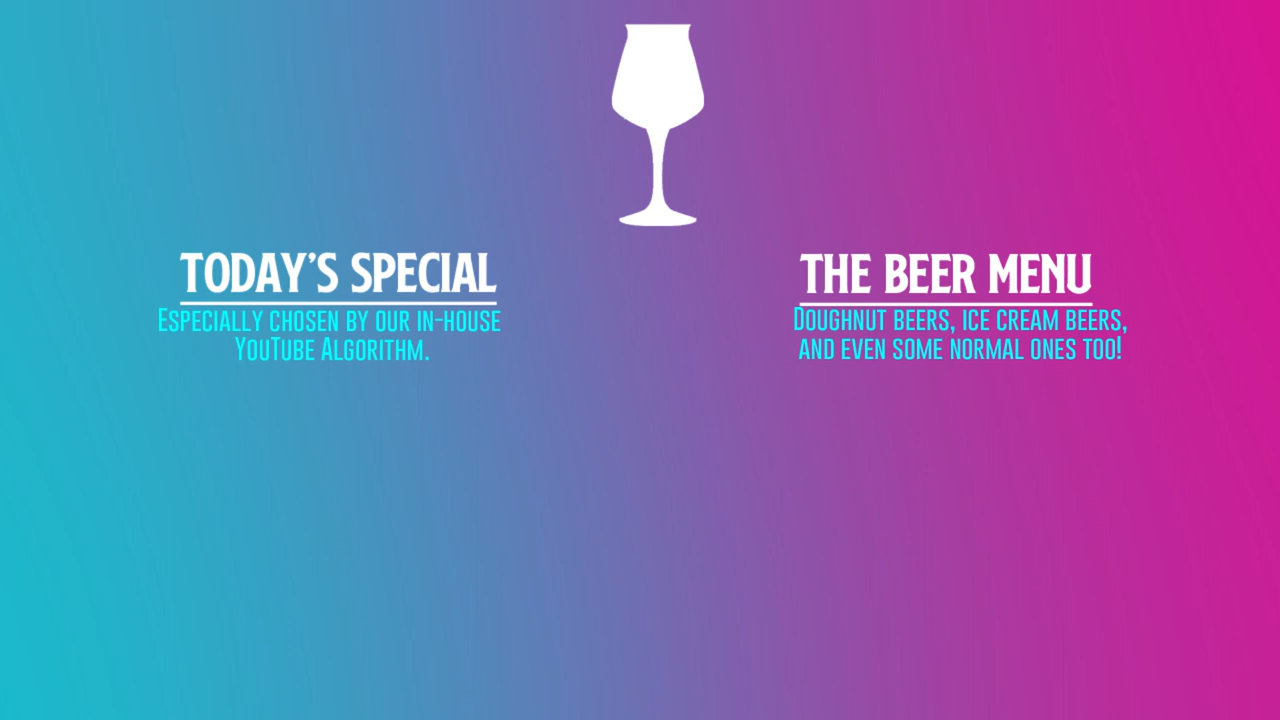 TODAY'S SPECIAL
Especially chosen by our in-house
YouTube Algorithm.
THE BEER MENU
Doughnut beers, ice cream beers,
and even some normal ones too!